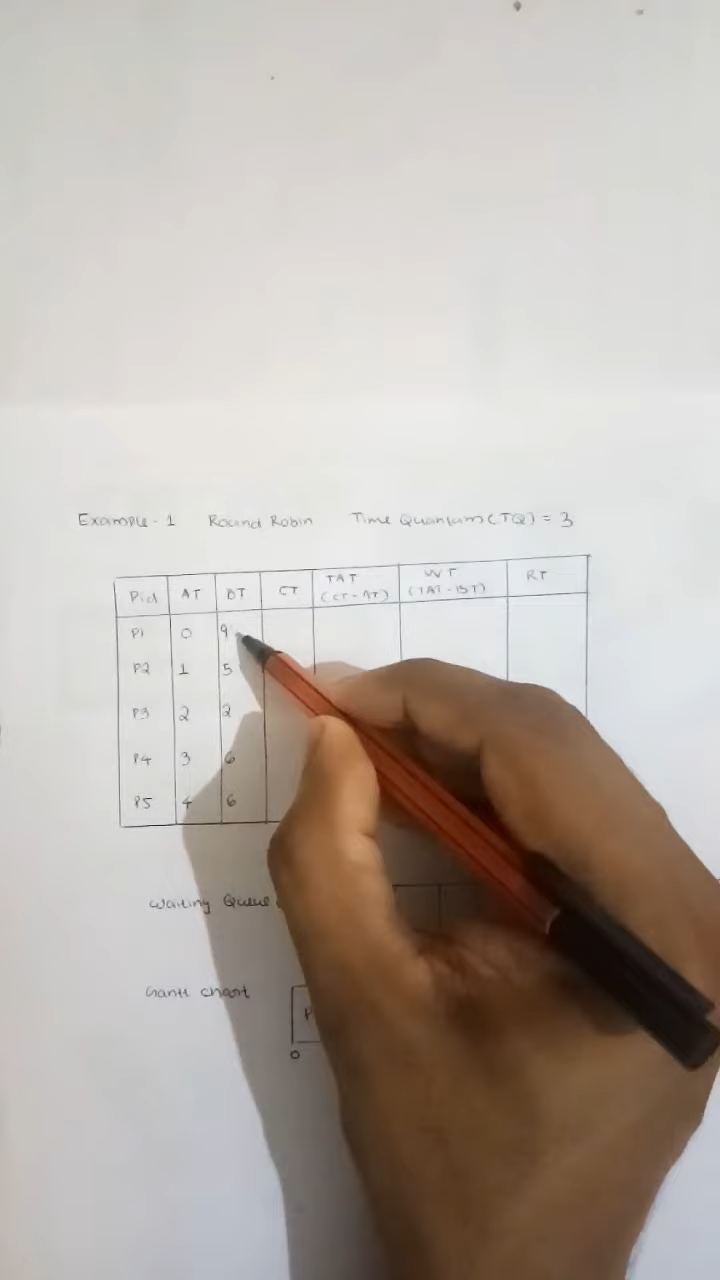 Example - 1 Round Robin Time Quantum (TQ) = 3
Pid AT BT CT TAT (CT - AT) WT (TAT - BT) RT
P1 0 9
P2 1 5
P3 2 2
P4 3 6
P5 4 6
Waiting Queue
Gantt chart
P
0